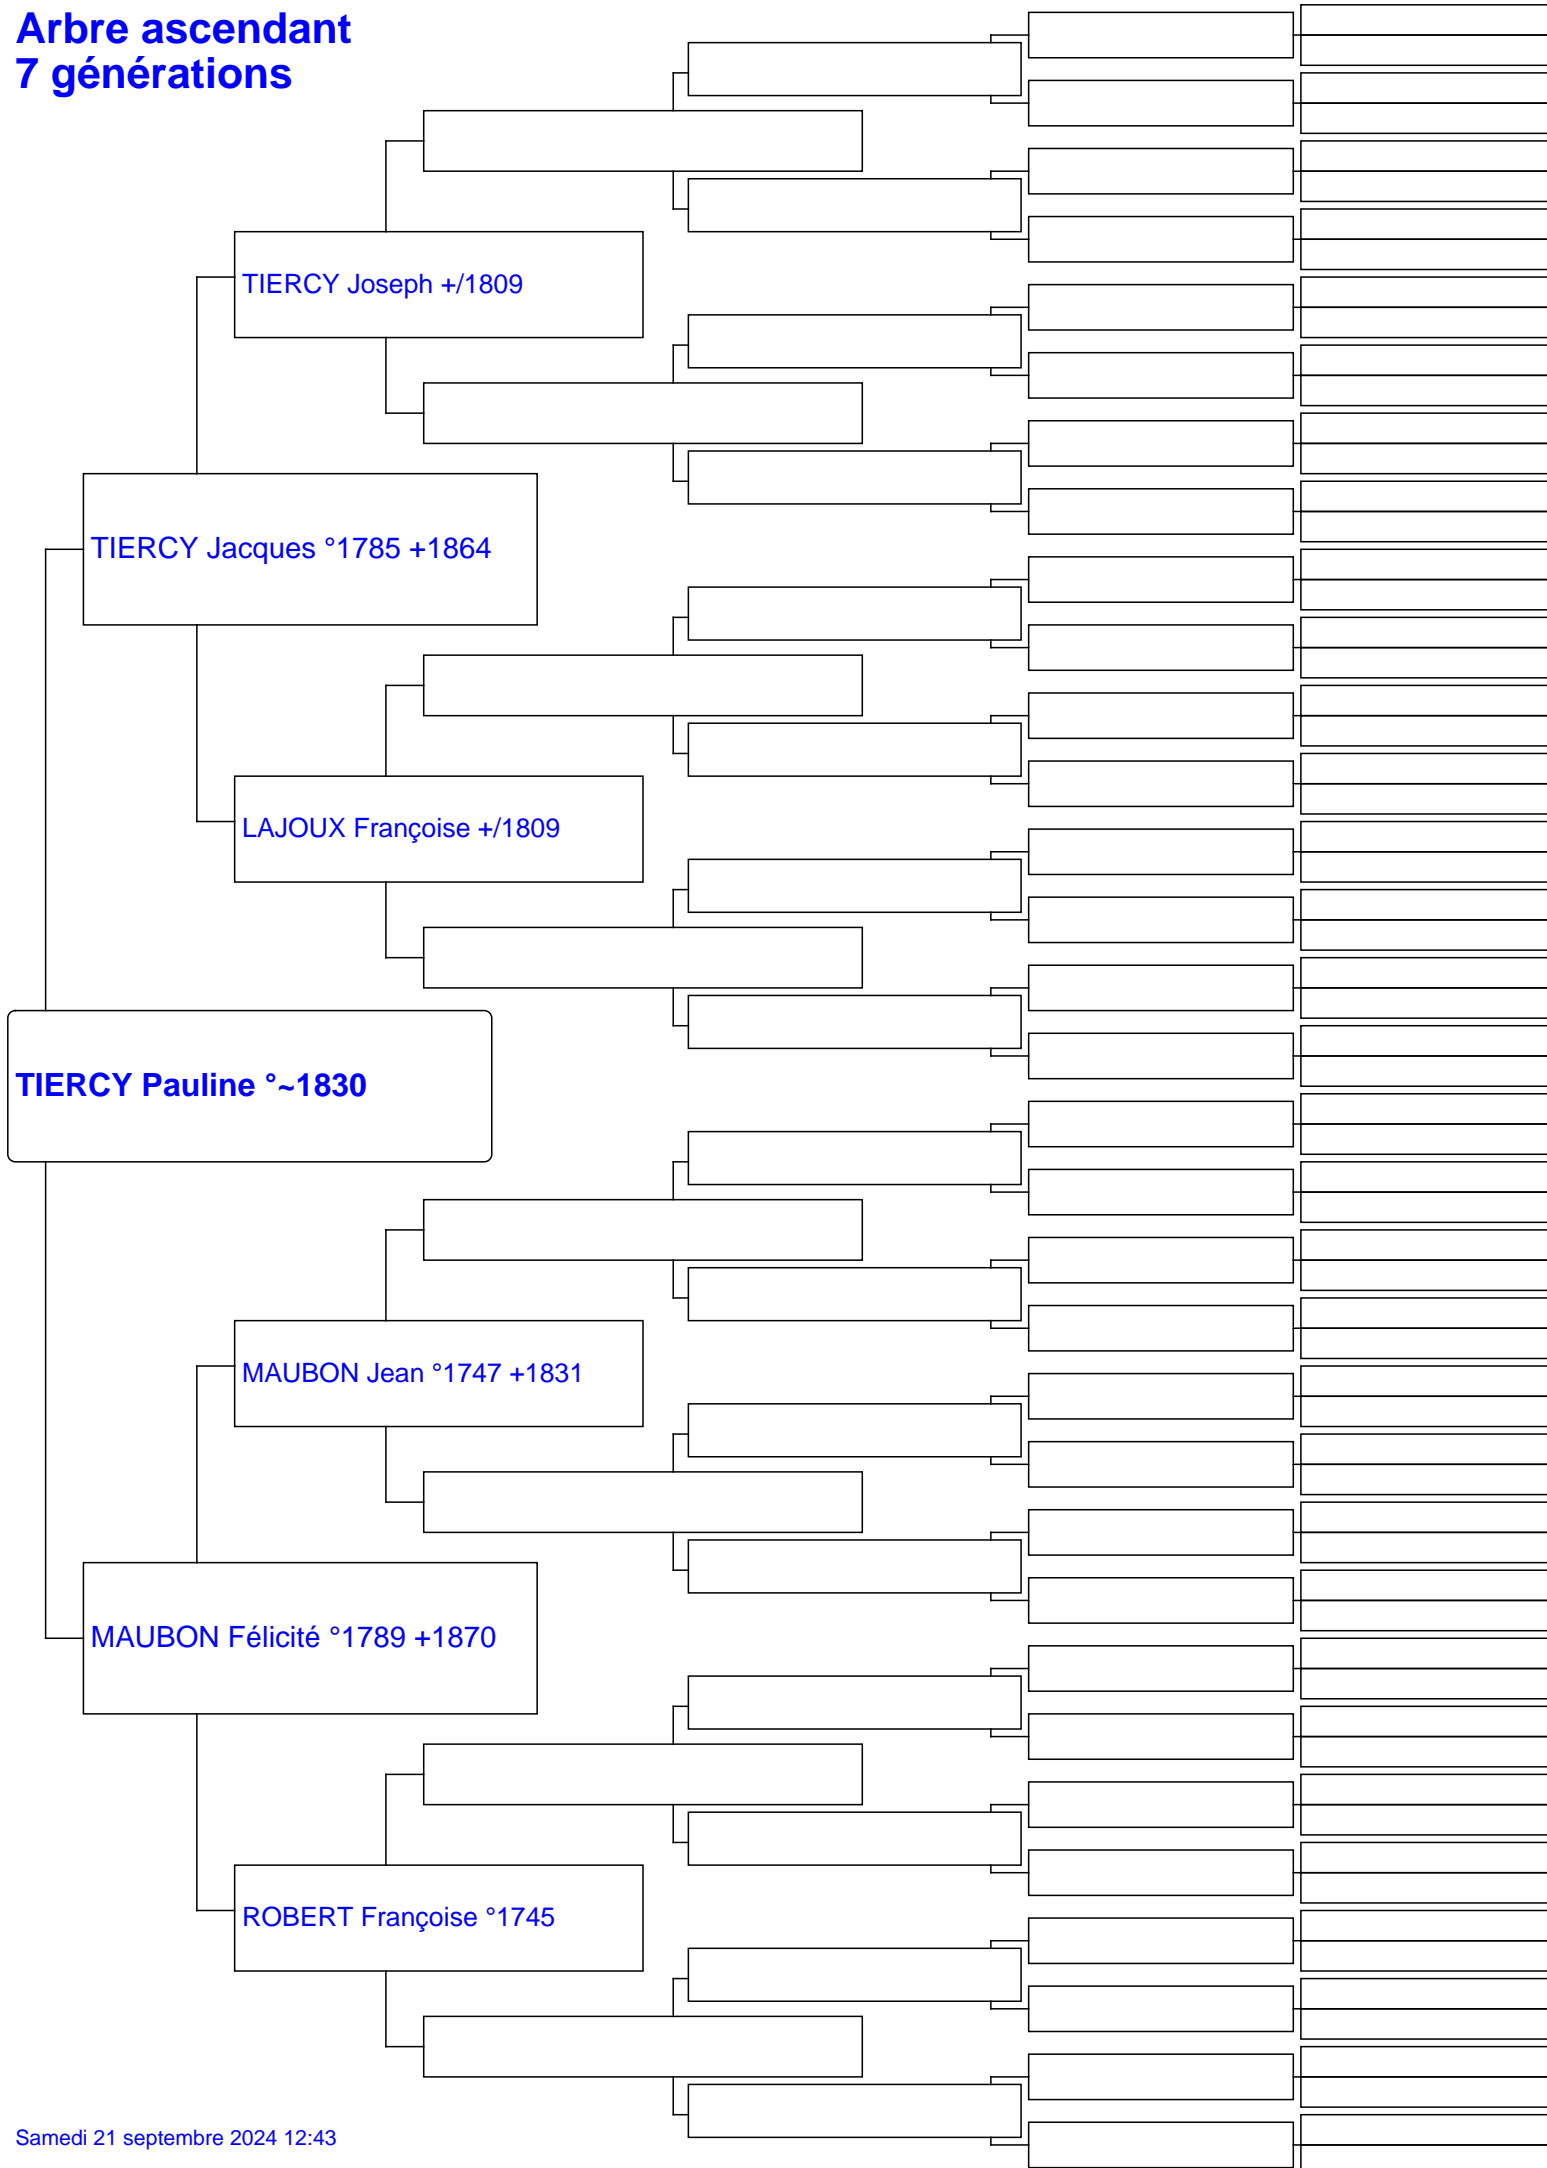 Arbre ascendant
7 générations
TIERCY Joseph +/1809
TIERCY Jacques °1785 +1864
LAJOUX Françoise +/1809
TIERCY Pauline °~1830
MAUBON Jean °1747 +1831
MAUBON Félicité °1789 +1870
ROBERT Françoise °1745
Samedi 21 septembre 2024 12:43